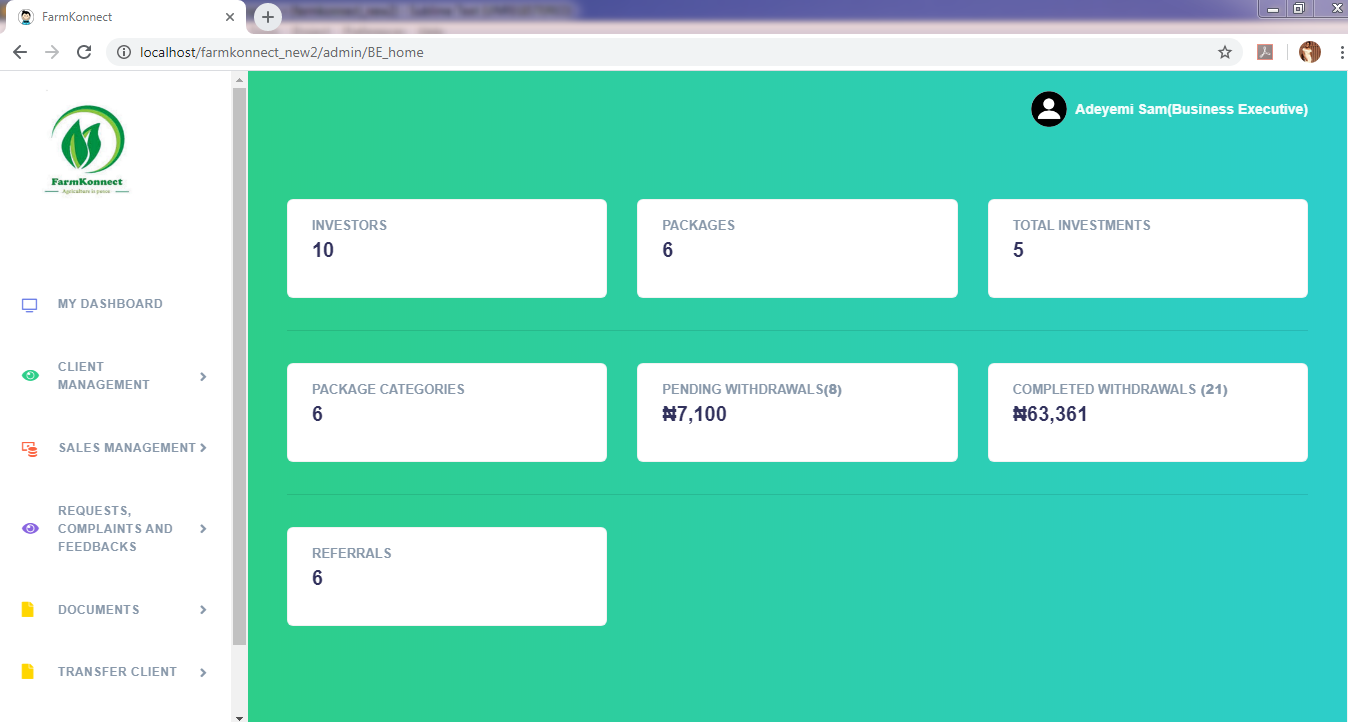 FarmKonnect
localhost/farmkonnect_new2/admin/BE_home
Adeyemi Sam(Business Executive)
FarmKonnect
Agriculture is peace
INVESTORS
10
PACKAGES
6
TOTAL INVESTMENTS
5
MY DASHBOARD
CLIENT
MANAGEMENT
SALES MANAGEMENT
REQUESTS,
COMPLAINTS AND
FEEDBACKS
DOCUMENTS
TRANSFER CLIENT
PACKAGE CATEGORIES
6
PENDING WITHDRAWALS(8)
₦7,100
COMPLETED WITHDRAWALS (21)
₦63,361
REFERRALS
6